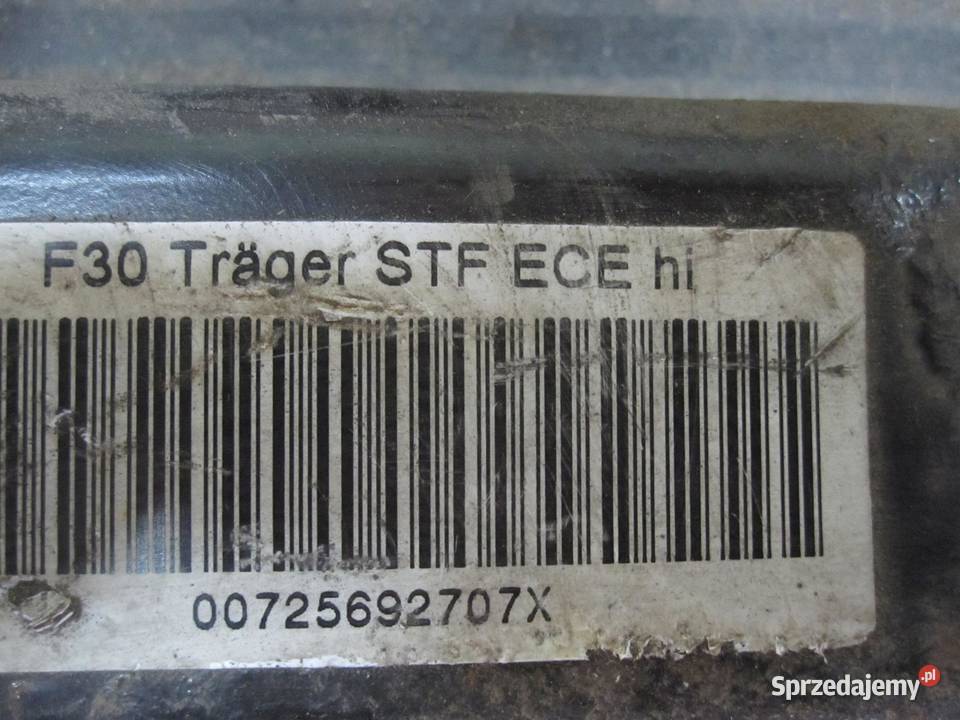 F30 Träger STF ECE hi
00725692707X
Sprzedajemy.pl